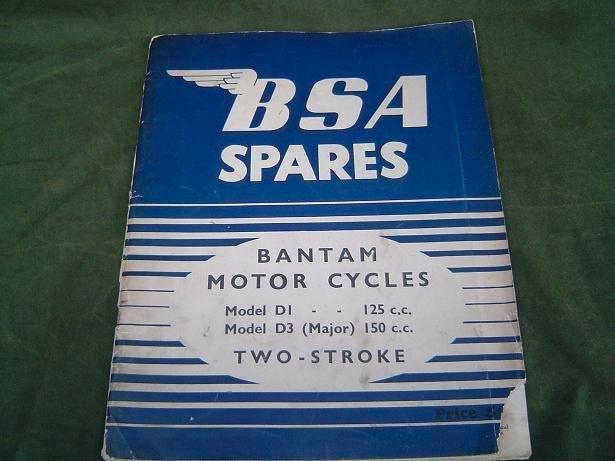 BSA
SPARES
BANTAM
MOTOR CYCLES
Model D1 - - 125 c.c.
Model D3 (Major) 150 c.c.
TWO-STROKE
Price